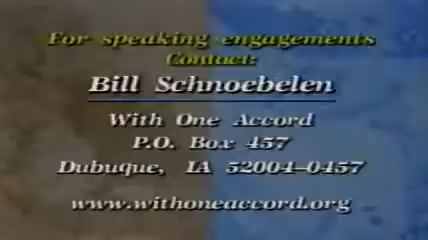 For speaking engagements
Contact:
Bill Schnoebelen
With One Accord
P.O. Box 457
Dubuque, IA 52004-0457
www.withoneaccord.org